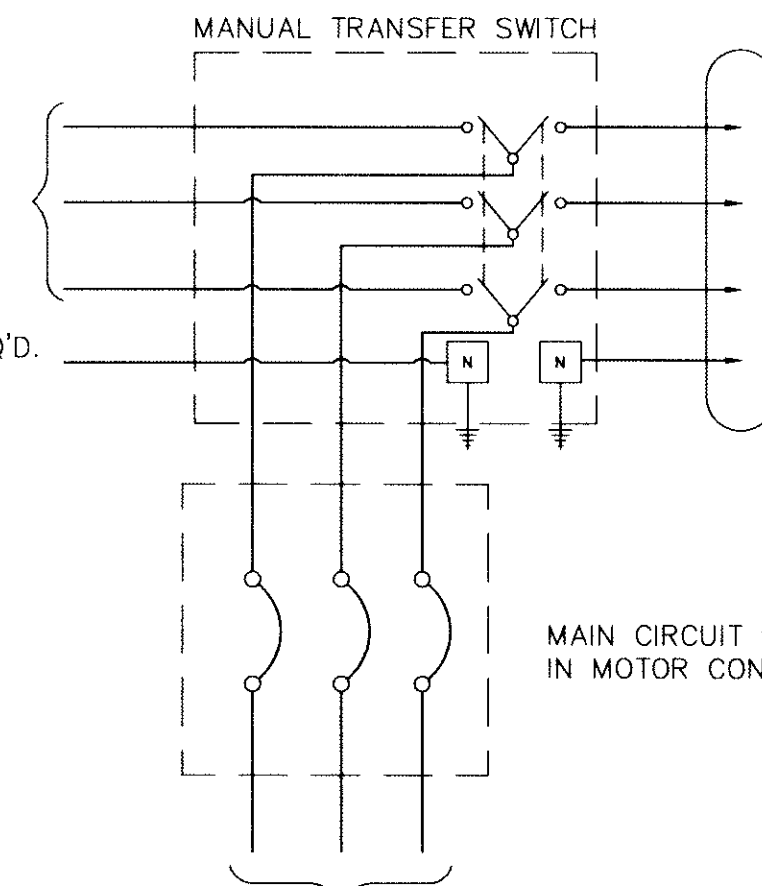 MANUAL TRANSFER SWITCH
Q'D.
N N
MAIN CIRCUIT
IN MOTOR CON